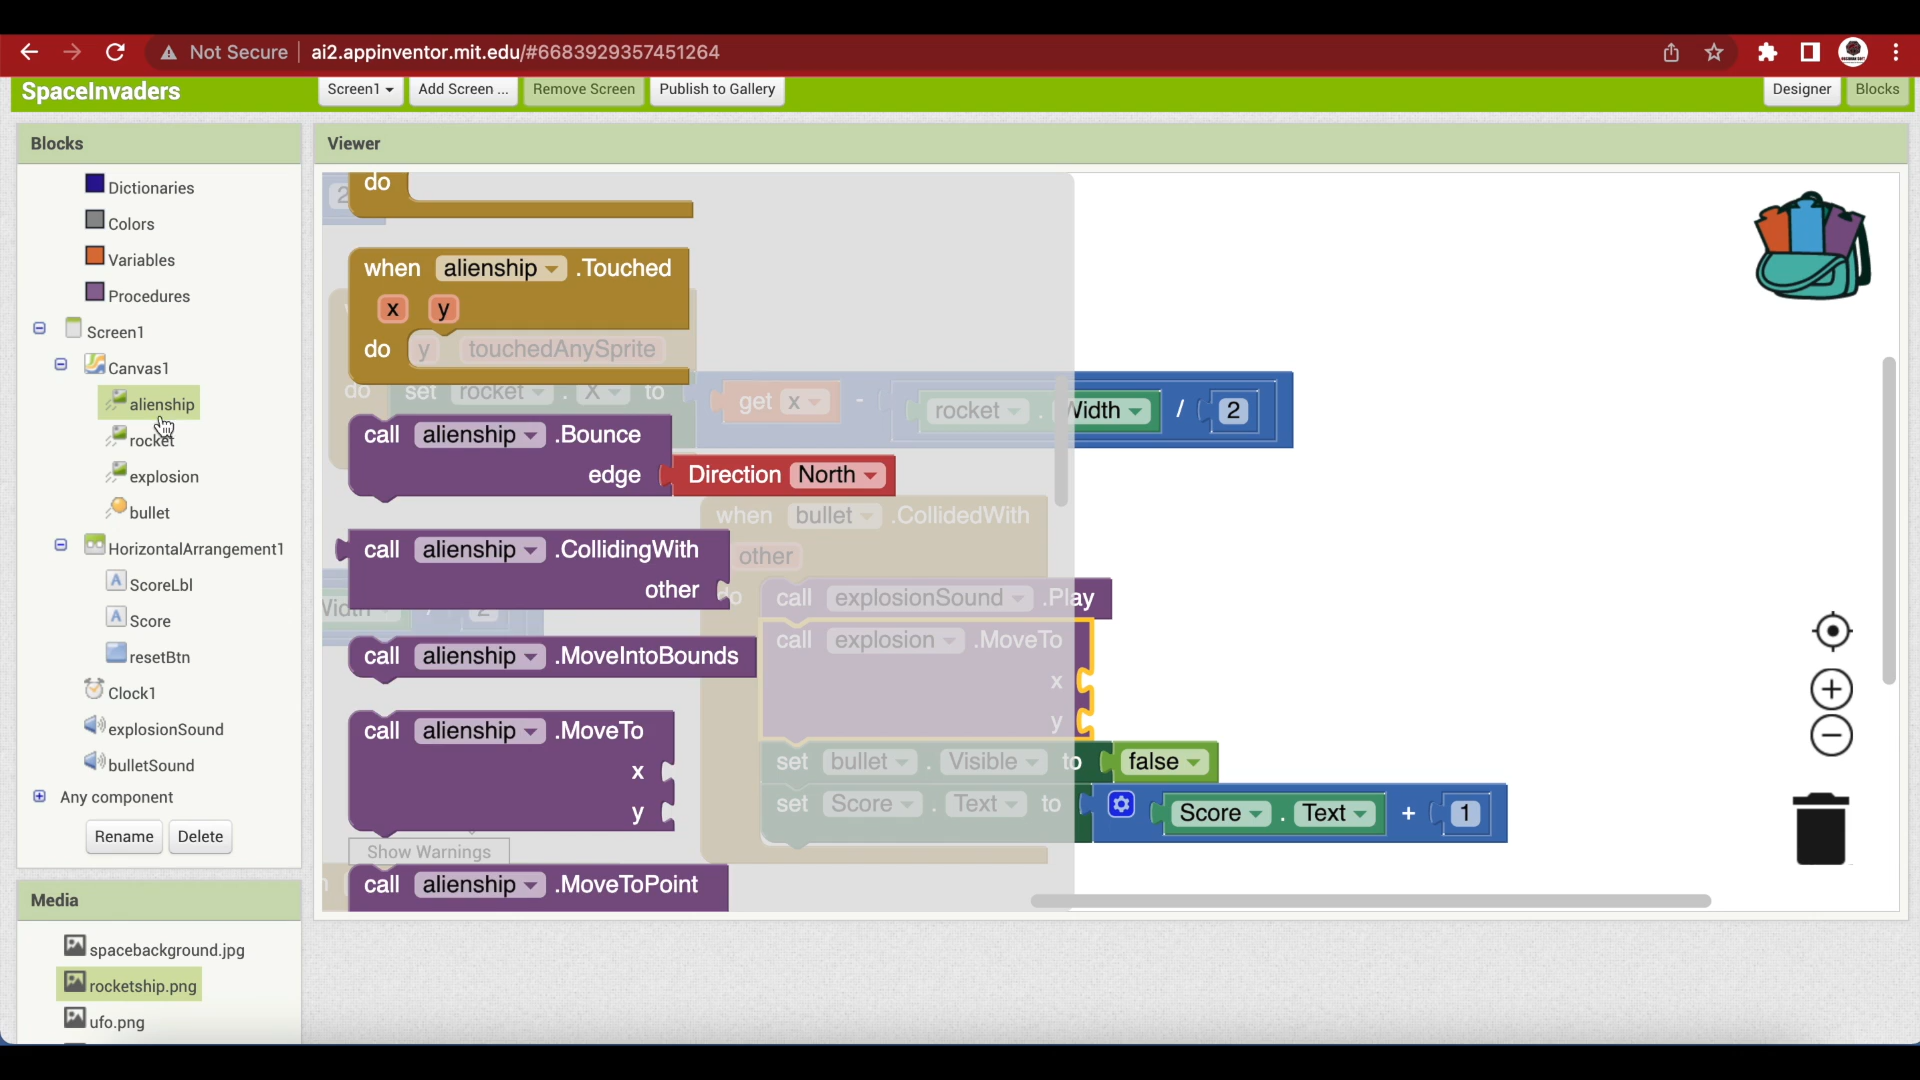 Not Secure | ai2.appinventor.mit.edu/#6683929357451264
SpaceInvaders
Screen1
Add Screen ...
Remove Screen
Publish to Gallery
Designer
Blocks
Blocks
Dictionaries
Colors
Variables
Procedures
Screen1
Canvas1
alienship
rocket
explosion
bullet
HorizontalArrangement1
ScoreLbl
Score
resetBtn
Clock1
explosionSound
bulletSound
Any component
Rename
Delete
Media
spacebackground.jpg
rocketship.png
ufo.png
Viewer
2
do
when alienship .Touched
x y
do
y touchedAnySprite
do set rocket . X to get x - rocket . Width / 2
call alienship .Bounce
edge Direction North
call alienship .CollidingWith
other
call alienship .MoveIntoBounds
call alienship .MoveTo
x
y
Show Warnings
call alienship .MoveToPoint
when bullet .CollidedWith
other
do call explosionSound .Play
call explosion .MoveTo
x
y
set bullet . Visible to false
set Score . Text to Score . Text + 1
2